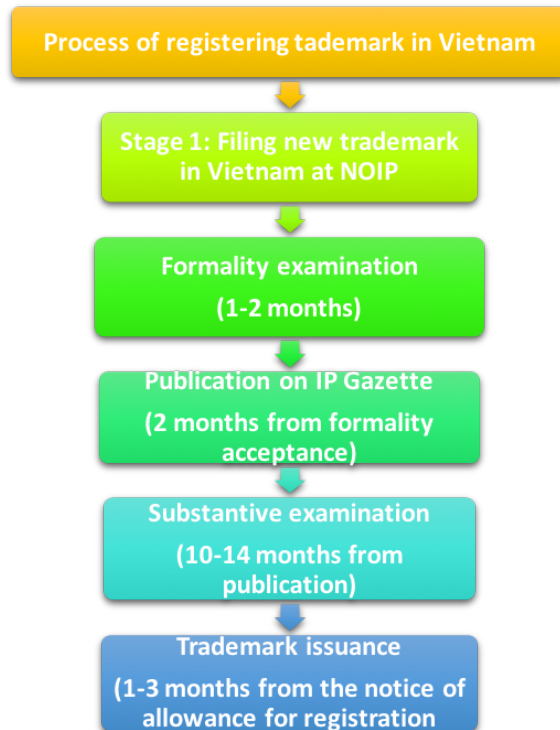 Process of registering tademark in Vietnam
Stage 1: Filing new trademark
in Vietnam at NOIP
Formality examination
(1-2 months)
Publication on IP Gazette
(2 months from formality
acceptance)
Substantive examination
(10-14 months from
publication)
Trademark issuance
(1-3 months from the notice of
allowance for registration